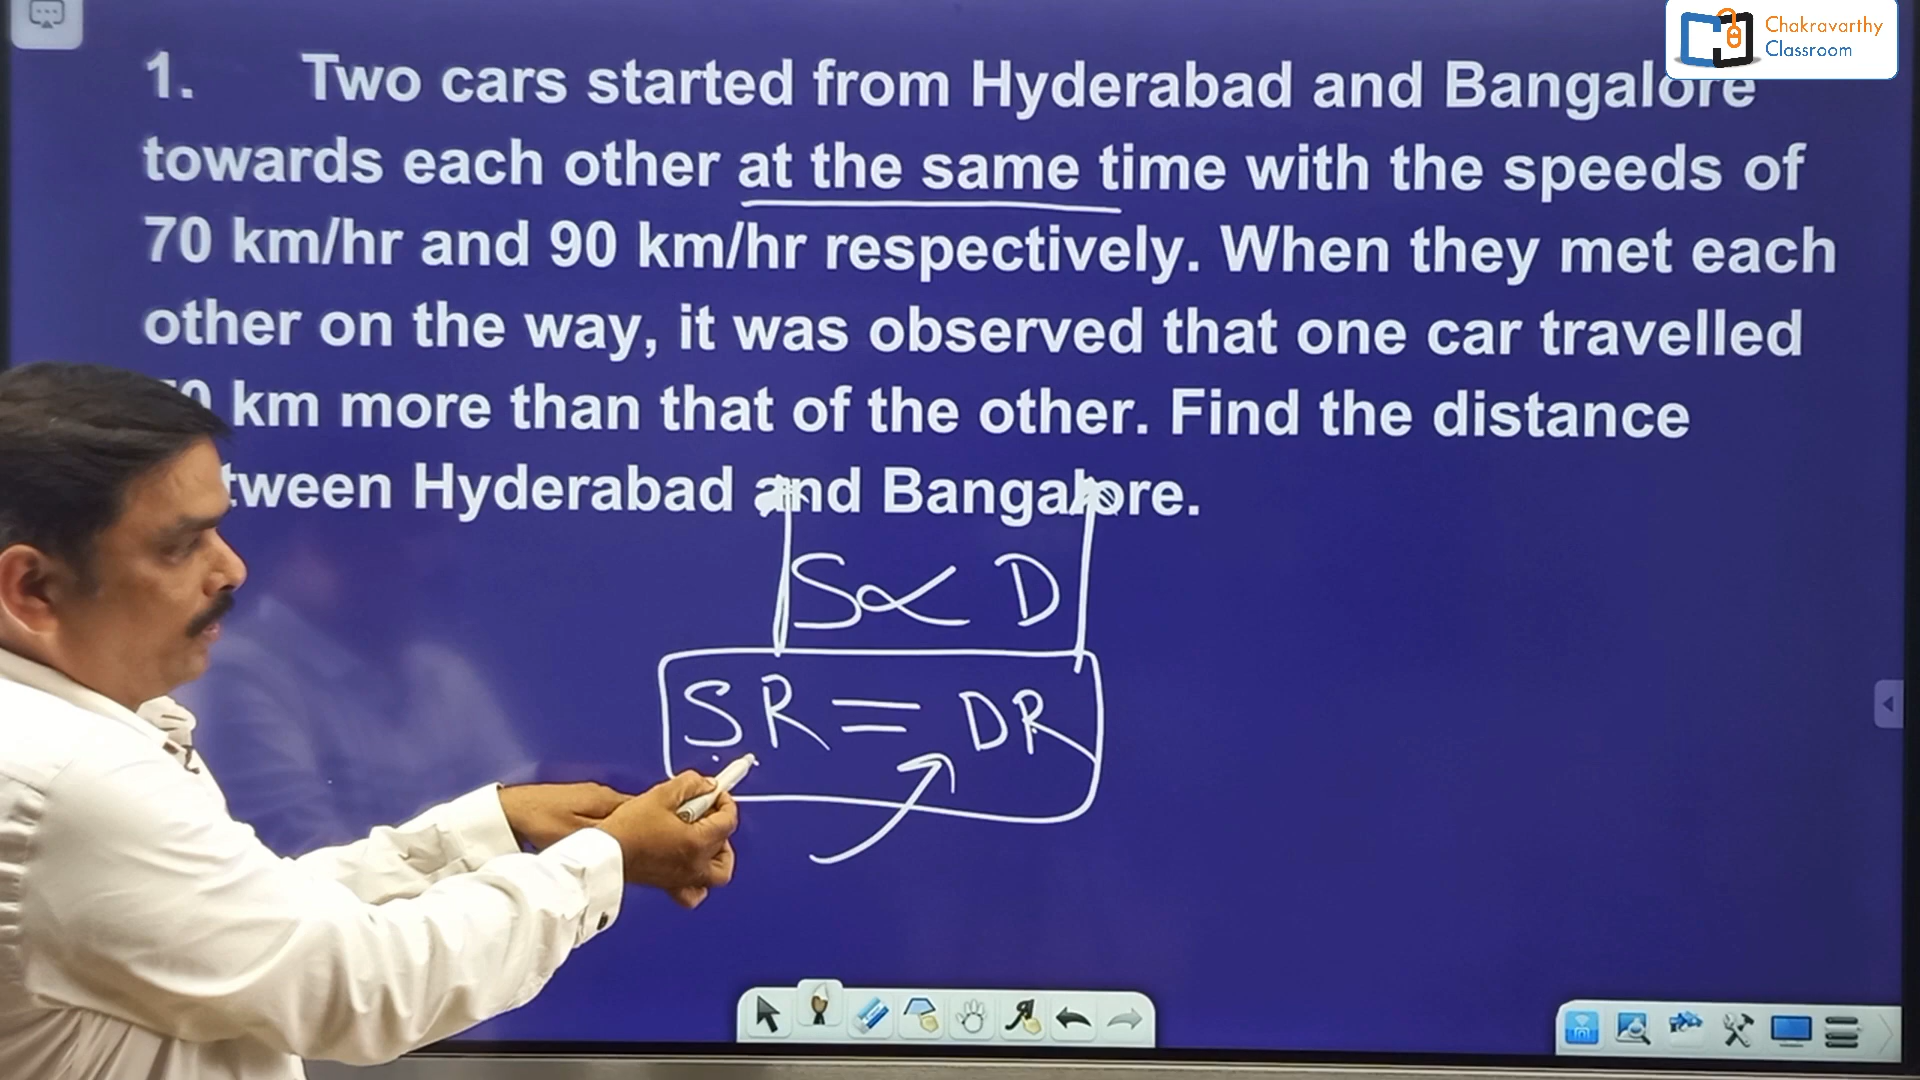 Chakravarthy
Classroom
1. Two cars started from Hyderabad and Bangalore
towards each other at the same time with the speeds of
70 km/hr and 90 km/hr respectively. When they met each
other on the way, it was observed that one car travelled
km more than that of the other. Find the distance
tween Hyderabad and Bangalore.
S ∝ D
SR = DR